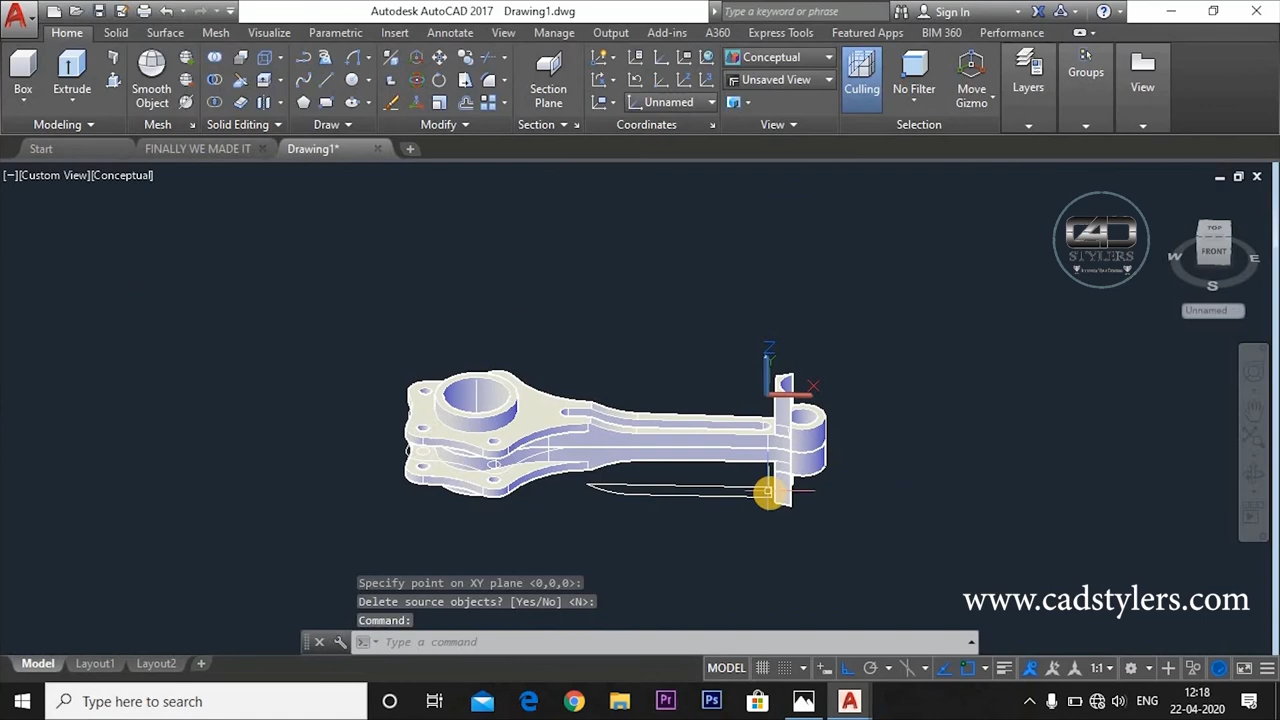 Autodesk AutoCAD 2017 Drawing1.dwg
Type a keyword or phrase
Sign In
Home Solid Surface Mesh Visualize Parametric Insert Annotate View Manage Output Add-ins A360 Express Tools Featured Apps BIM 360 Performance
Box
Extrude
Smooth
Object
Section
Plane
Conceptual
Unsaved View
Unnamed
Culling
No Filter
Move
Gizmo
Layers
Groups
View
Modeling
Mesh
Solid Editing
Draw
Modify
Section
Coordinates
View
Selection
Start
FINALLY WE MADE IT
Drawing1*
[−][Custom View][Conceptual]
STYLERS
TOP
FRONT
W
E
S
Unnamed
Z
X
Specify point on XY plane <0,0,0>:
Delete source objects? [Yes/No] <N>:
Command:
Type a command
www.cadstylers.com
Model Layout1 Layout2
MODEL
1:1
Type here to search
Pr
Ps
A
ENG
12:18
22-04-2020